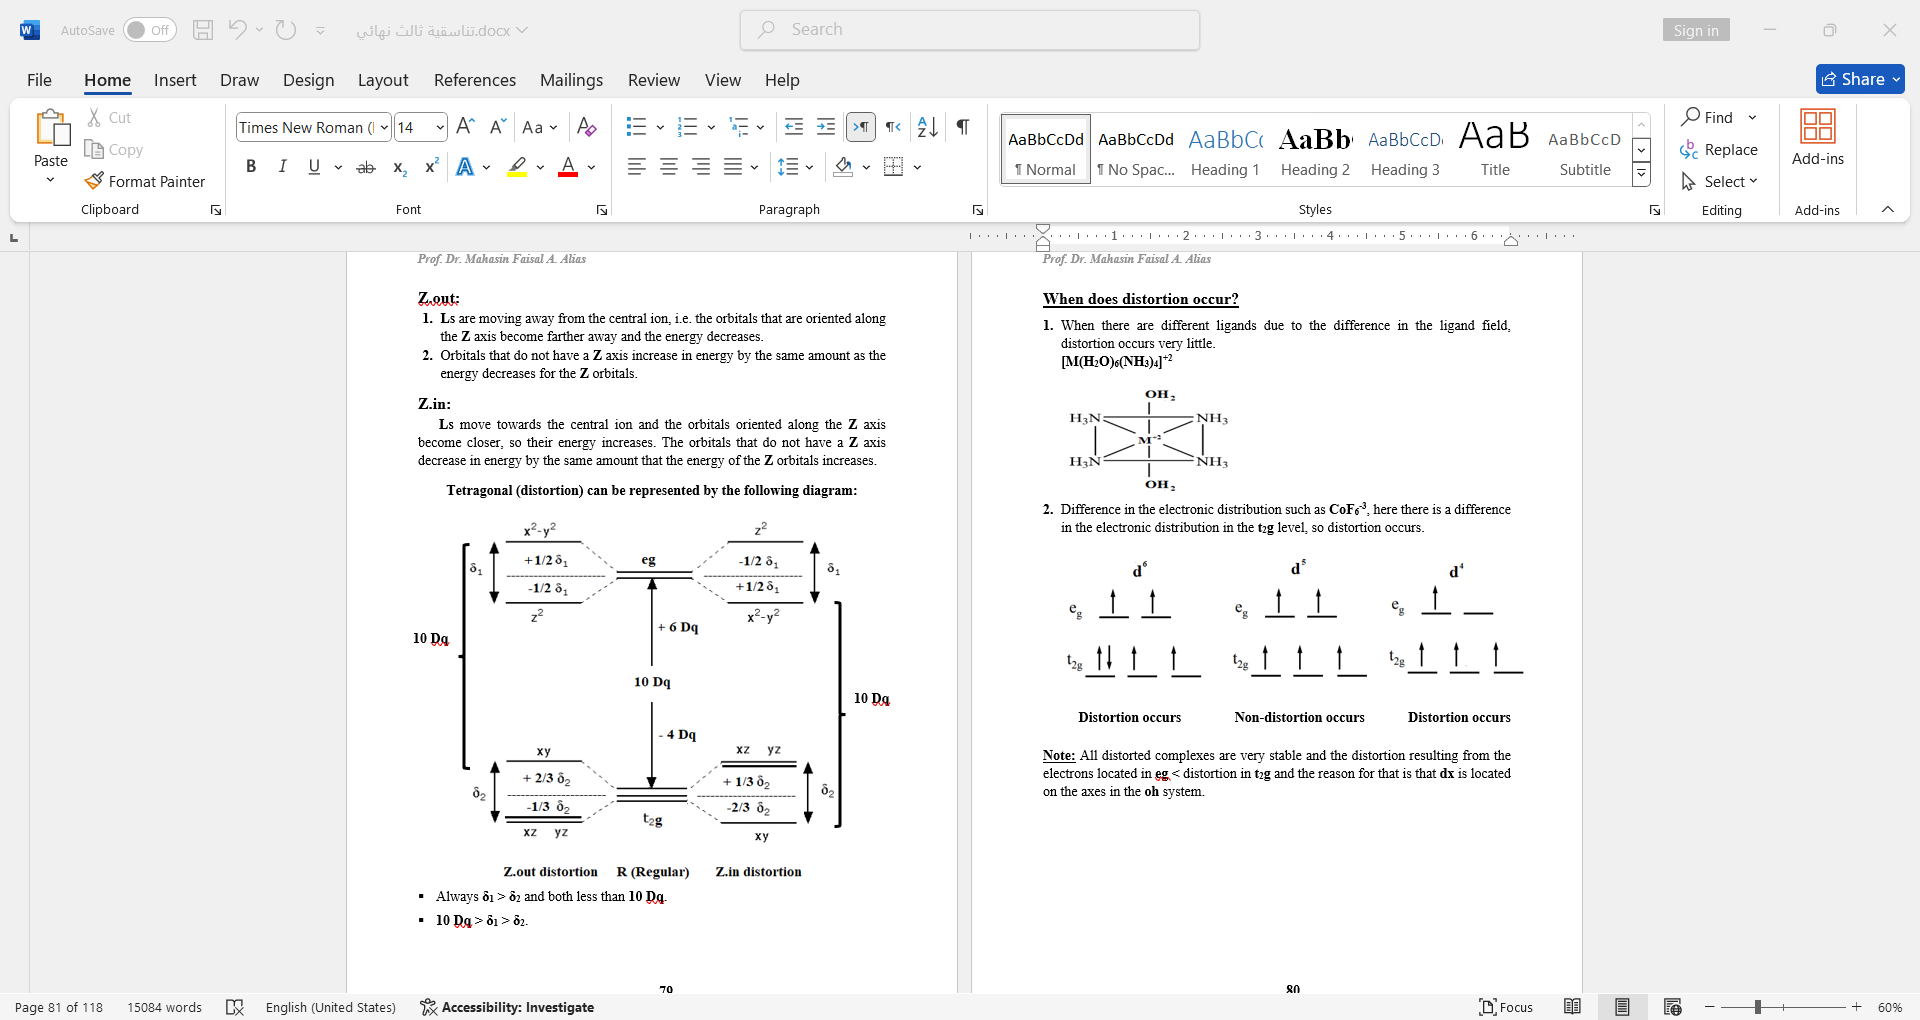 AutoSave Off تناسقية ثالث نهائي.docx Search Sign in
File Home Insert Draw Design Layout References Mailings Review View Help Share
Paste Cut Copy Format Painter
Clipboard
Times New Roman ( 14 Aa
B I U ab x₂ x² A A
Font
Paragraph
AaBbCcDd AaBbCcDd AaBbCc AaBb AaBbCcD AaB AaBbCcD
¶ Normal ¶ No Spac... Heading 1 Heading 2 Heading 3 Title Subtitle
Styles
Find
Replace
Select
Editing
Add-ins
Add-ins
1 2 3 4 5 6
Prof. Dr. Mahasin Faisal A. Alias
Z.out:
1. Ls are moving away from the central ion, i.e. the orbitals that are oriented along
the Z axis become farther away and the energy decreases.
2. Orbitals that do not have a Z axis increase in energy by the same amount as the
energy decreases for the Z orbitals.
Z.in:
Ls move towards the central ion and the orbitals oriented along the Z axis
become closer, so their energy increases. The orbitals that do not have a Z axis
decrease in energy by the same amount that the energy of the Z orbitals increases.
Tetragonal (distortion) can be represented by the following diagram:
x²-y² z²
δ₁ +1/2 δ₁ eg -1/2 δ₁ δ₁
-1/2 δ₁ +1/2 δ₁
z² x²-y²
+ 6 Dq
10 Dq
10 Dq
10 Dq
- 4 Dq
xy xz yz
δ₂ + 2/3 δ₂ + 1/3 δ₂ δ₂
-1/3 δ₂ -2/3 δ₂
xz yz t₂g xy
Z.out distortion R (Regular) Z.in distortion
▪ Always δ₁ > δ₂ and both less than 10 Dq.
▪ 10 Dq > δ₁ > δ₂.
79
Prof. Dr. Mahasin Faisal A. Alias
When does distortion occur?
1. When there are different ligands due to the difference in the ligand field,
distortion occurs very little.
[M(H₂O)₆(NH₃)₄]⁺²
OH₂
H₃N NH₃
M⁺²
H₃N NH₃
OH₂
2. Difference in the electronic distribution such as CoF₆⁻³, here there is a difference
in the electronic distribution in the t₂g level, so distortion occurs.
d⁶ d⁵ d⁴
eg eg eg
t₂g t₂g t₂g
Distortion occurs Non-distortion occurs Distortion occurs
Note: All distorted complexes are very stable and the distortion resulting from the
electrons located in eg < distortion in t₂g and the reason for that is that dx is located
on the axes in the oh system.
80
Page 81 of 118 15084 words English (United States) Accessibility: Investigate Focus 60%